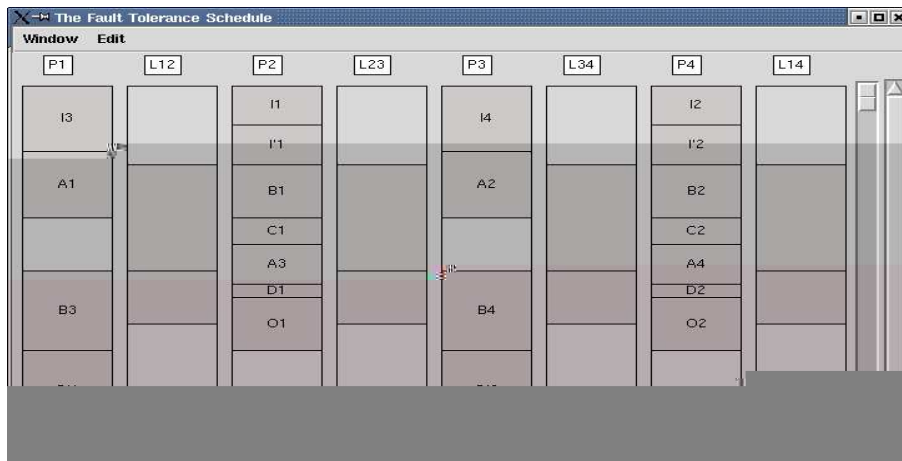 The Fault Tolerance Schedule
Window Edit
P1 L12 P2 L23 P3 L34 P4 L14
I3 I1 I4 I2
I'1 I'2
A1 B1 A2 B2
C1 C2
A3 A4
D1 D2
B3 O1 B4 O2